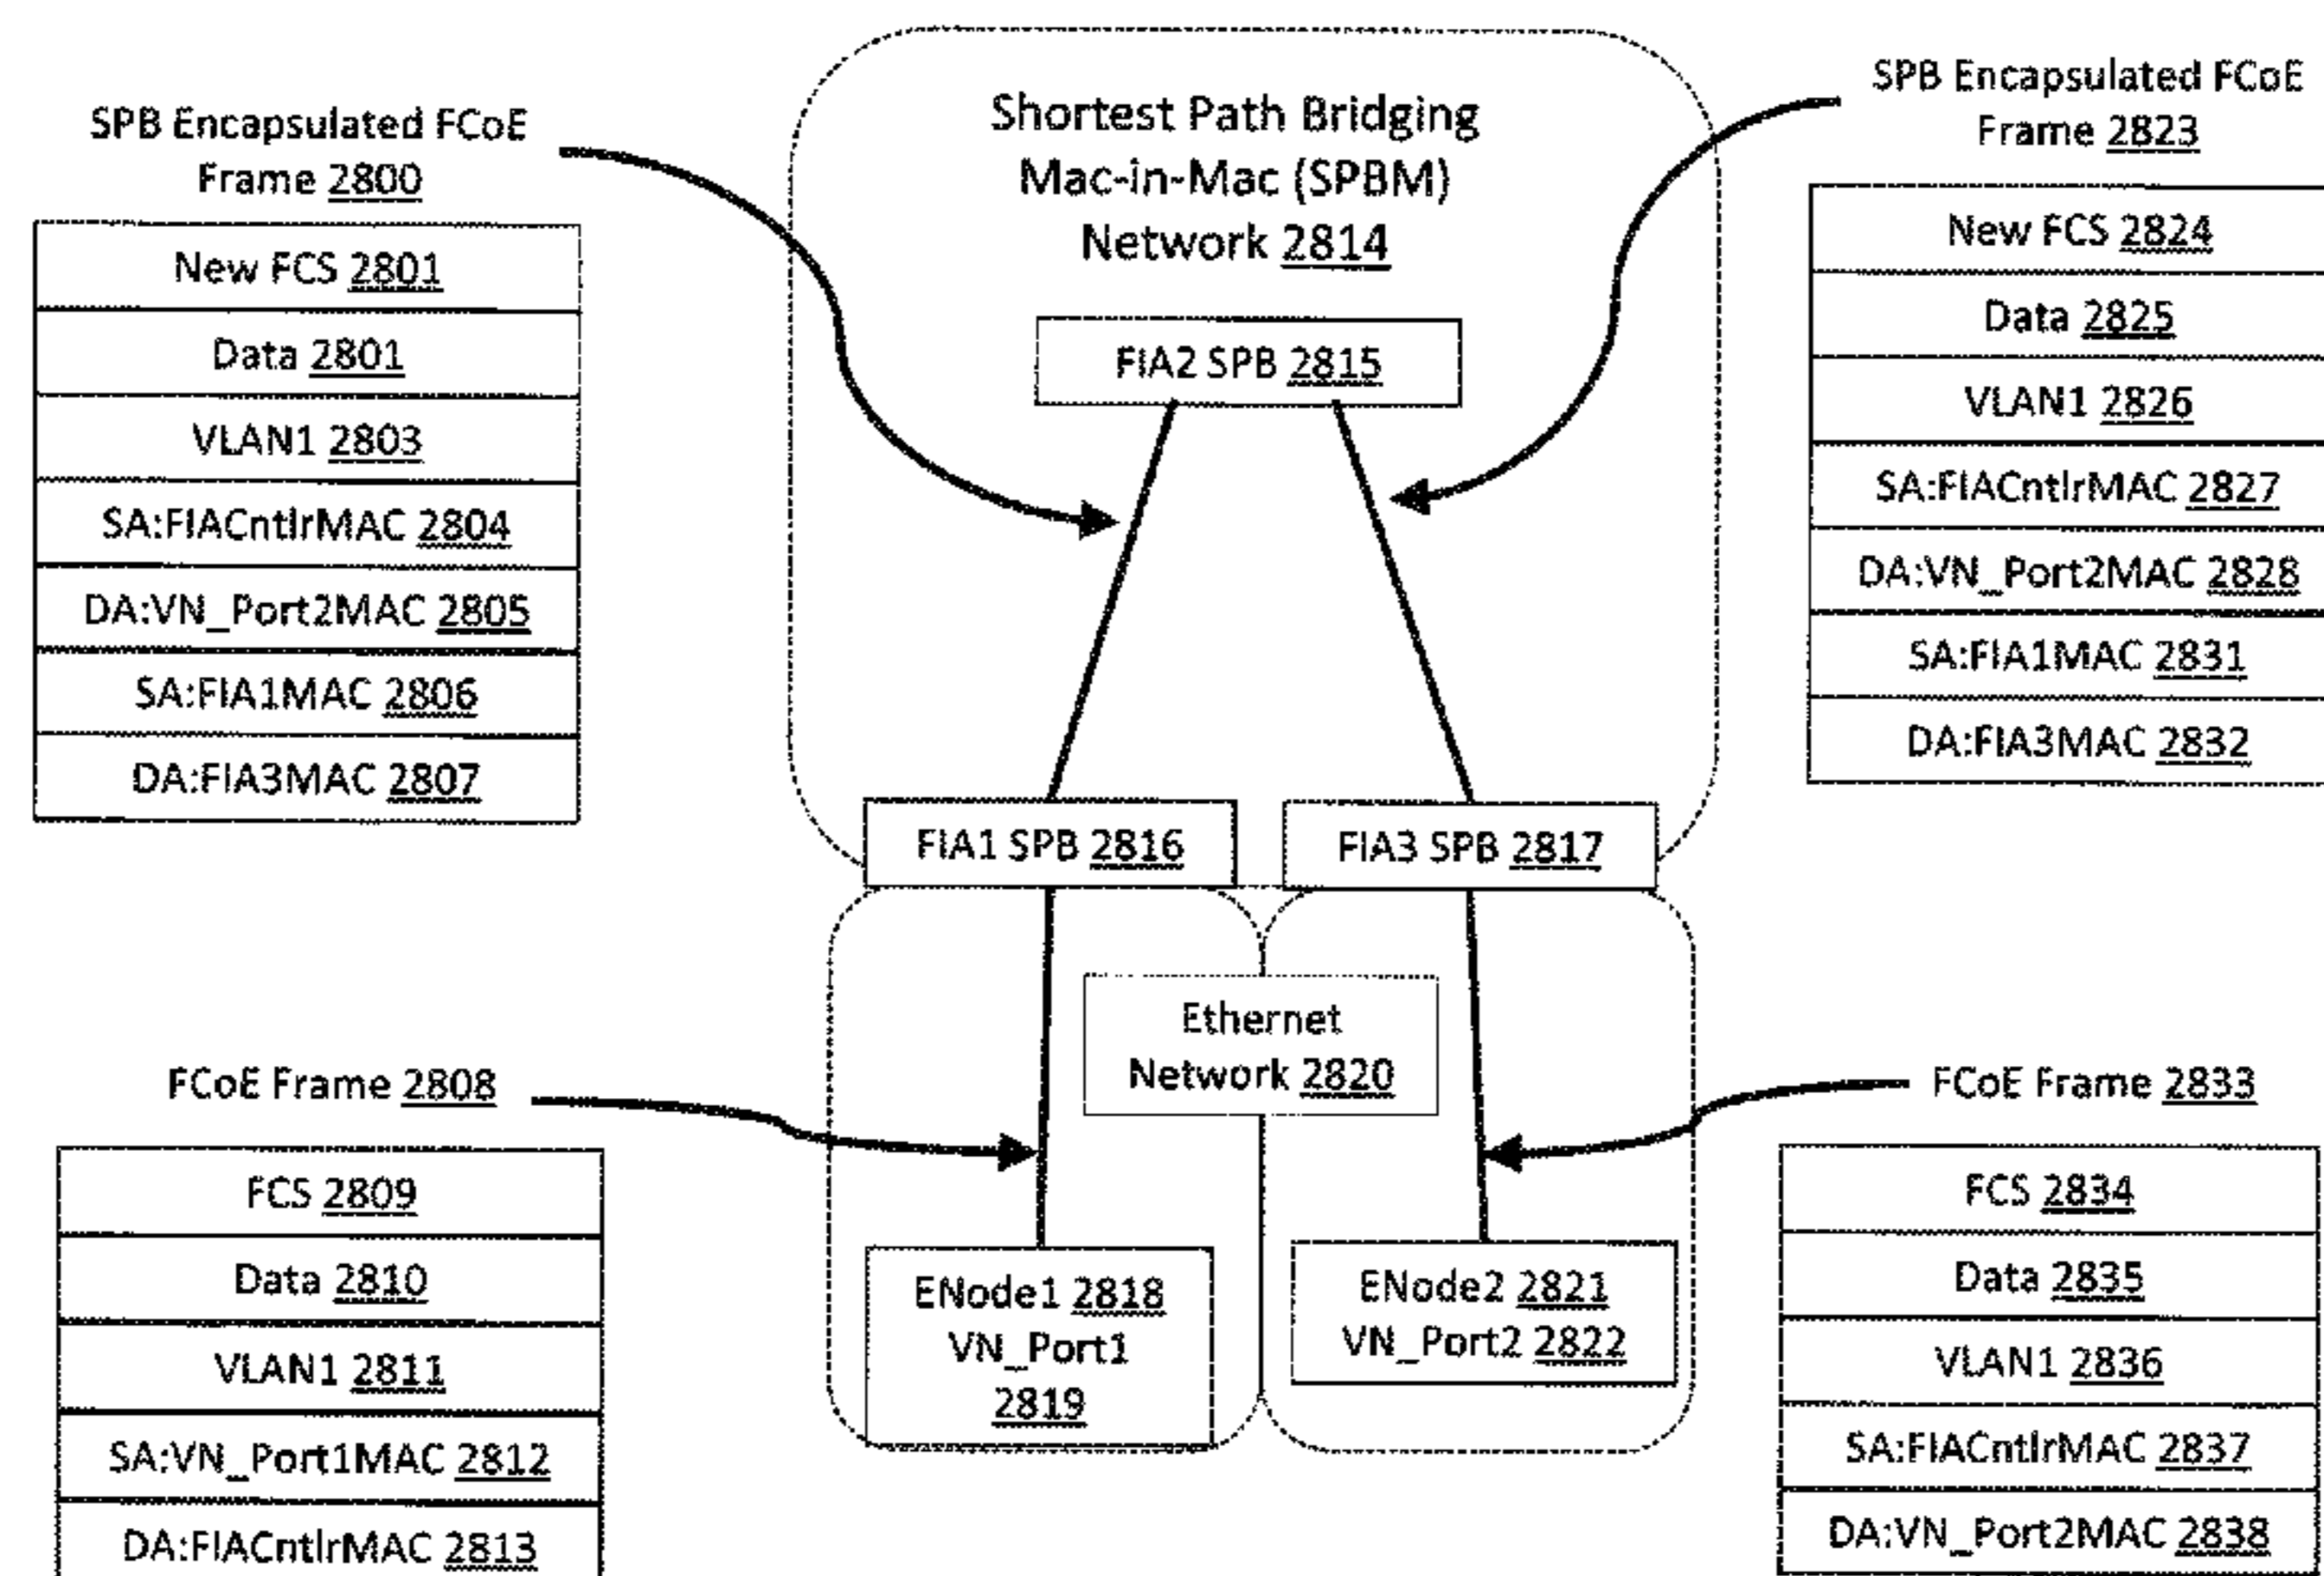 SPB Encapsulated FCoE
Frame 2800
New FCS 2801
Data 2801
VLAN1 2803
SA:FIACntlrMAC 2804
DA:VN_Port2MAC 2805
SA:FIA1MAC 2806
DA:FIA3MAC 2807
Shortest Path Bridging
Mac-in-Mac (SPBM)
Network 2814
FIA2 SPB 2815
SPB Encapsulated FCoE
Frame 2823
New FCS 2824
Data 2825
VLAN1 2826
SA:FIACntlrMAC 2827
DA:VN_Port2MAC 2828
SA:FIA1MAC 2831
DA:FIA3MAC 2832
FIA1 SPB 2816
FIA3 SPB 2817
Ethernet
Network 2820
FCoE Frame 2808
FCS 2809
Data 2810
VLAN1 2811
SA:VN_Port1MAC 2812
DA:FIACntlrMAC 2813
ENode1 2818
VN_Port1
2819
ENode2 2821
VN_Port2 2822
FCoE Frame 2833
FCS 2834
Data 2835
VLAN1 2836
SA:FIACntlrMAC 2837
DA:VN_Port2MAC 2838